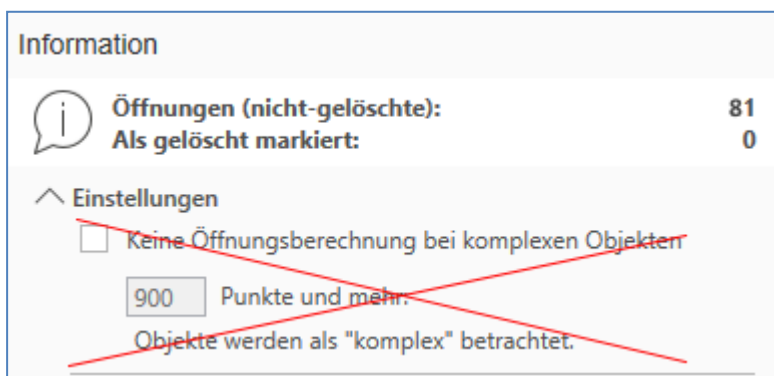 Information
Öffnungen (nicht-gelöschte): 81
Als gelöscht markiert: 0
Einstellungen
Keine Öffnungsberechnung bei komplexen Objekten
900 Punkte und mehr.
Objekte werden als "komplex" betrachtet.